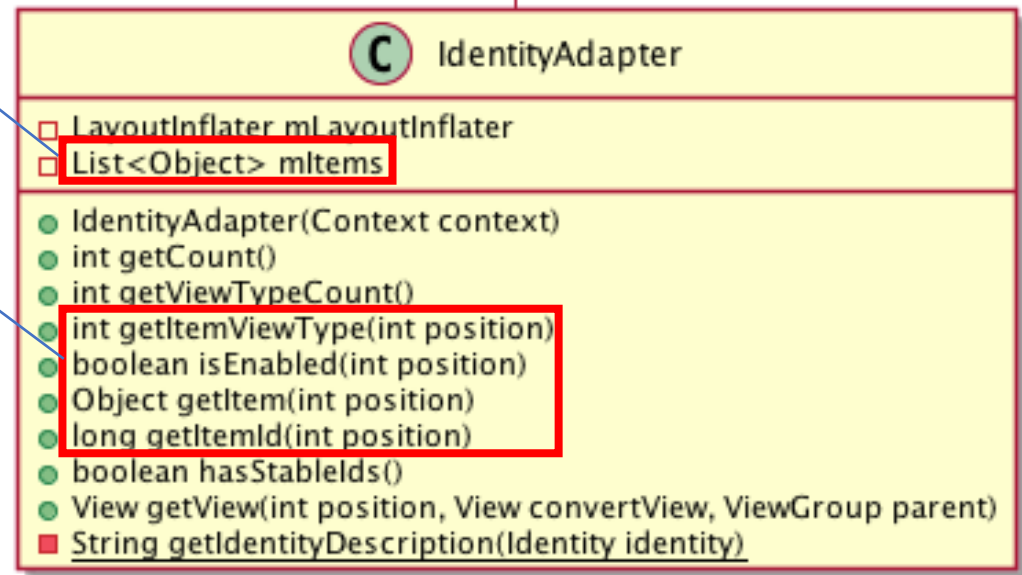 C IdentityAdapter
LayoutInflater mLayoutInflater
List<Object> mItems
IdentityAdapter(Context context)
int getCount()
int getViewTypeCount()
int getItemViewType(int position)
boolean isEnabled(int position)
Object getItem(int position)
long getItemId(int position)
boolean hasStableIds()
View getView(int position, View convertView, ViewGroup parent)
String getIdentityDescription(Identity identity)